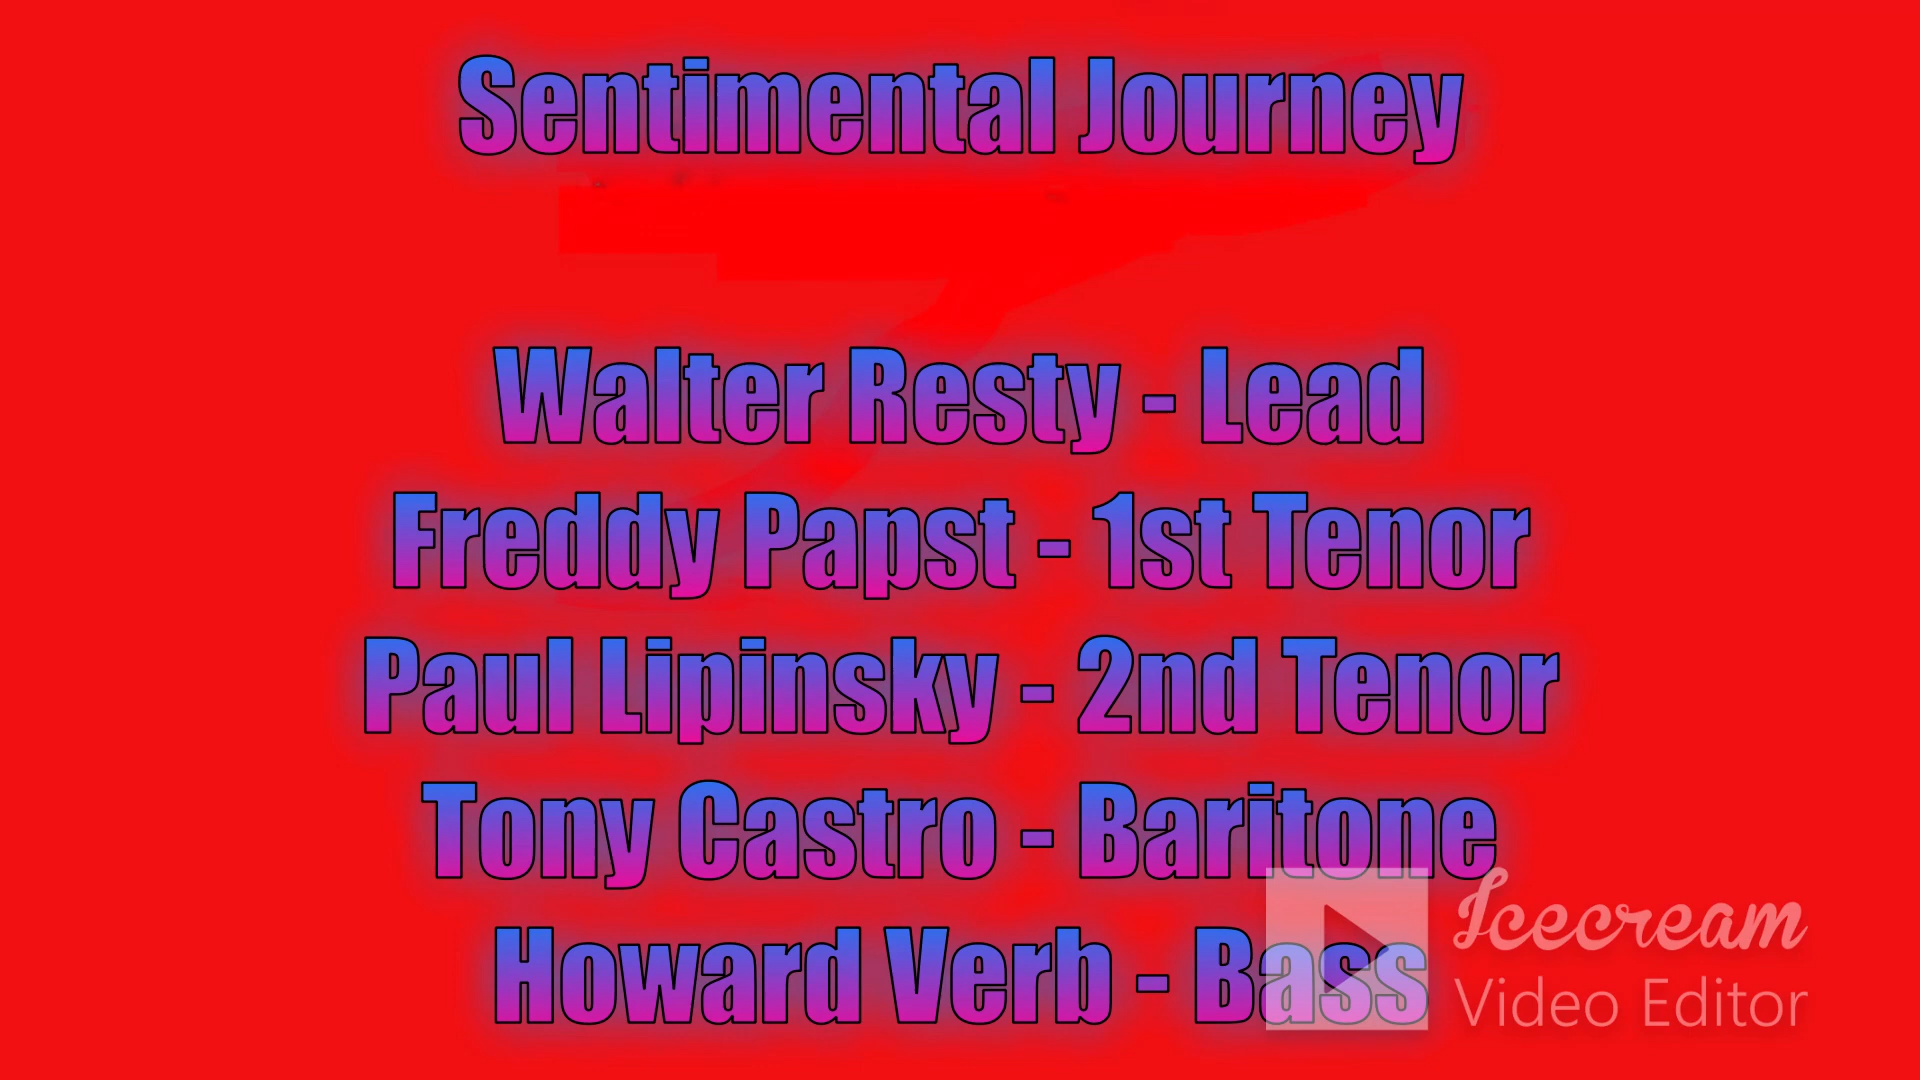 Sentimental Journey
Walter Resty - Lead
Freddy Papst - 1st Tenor
Paul Lipinsky - 2nd Tenor
Tony Castro - Baritone
Howard Verb - Bass
Icecream
Video Editor